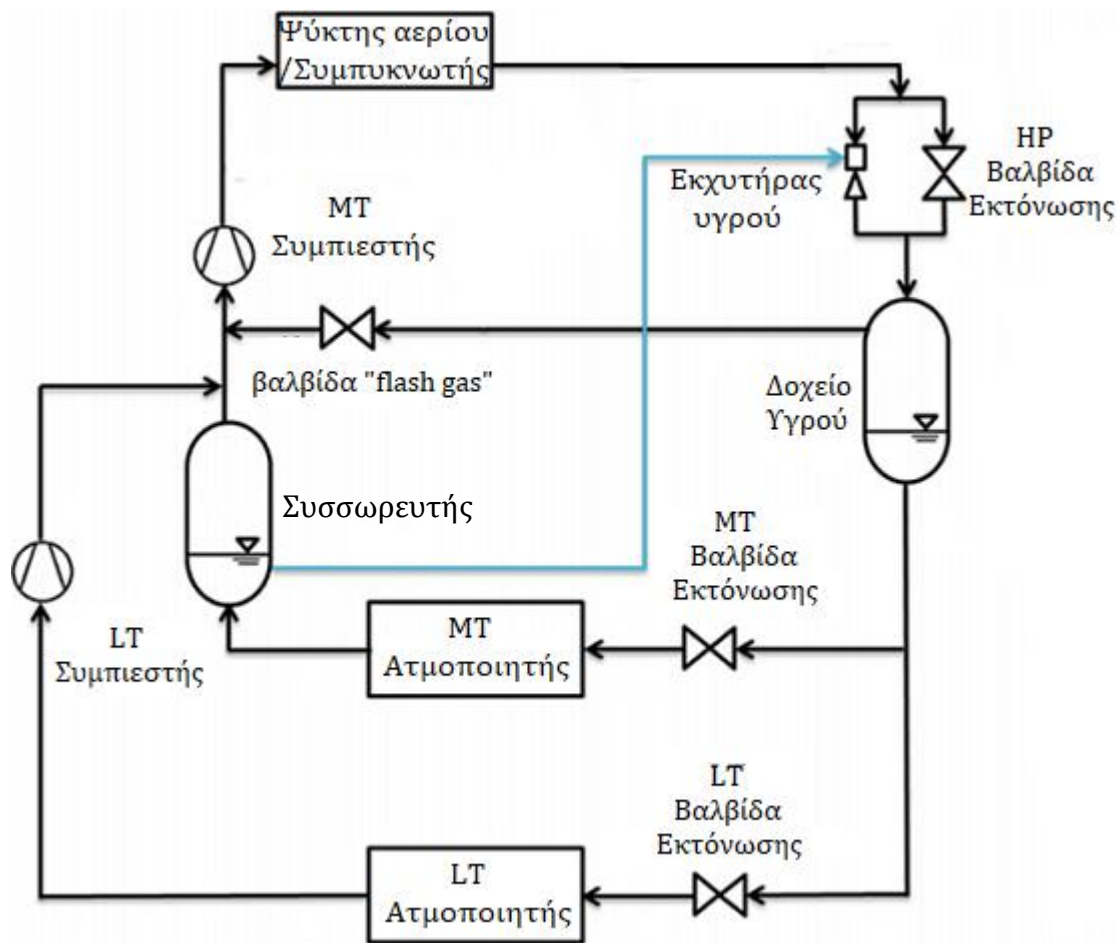 Ψύκτης αερίου
/Συμπυκνωτής
HP
Βαλβίδα
Εκτόνωσης
Εκχυτήρας
υγρού
MT
Συμπιεστής
βαλβίδα "flash gas"
Δοχείο
Υγρού
Συσσωρευτής
MT
Βαλβίδα
Εκτόνωσης
LT
Συμπιεστής
MT
Ατμοποιητής
LT
Βαλβίδα
Εκτόνωσης
LT
Ατμοποιητής